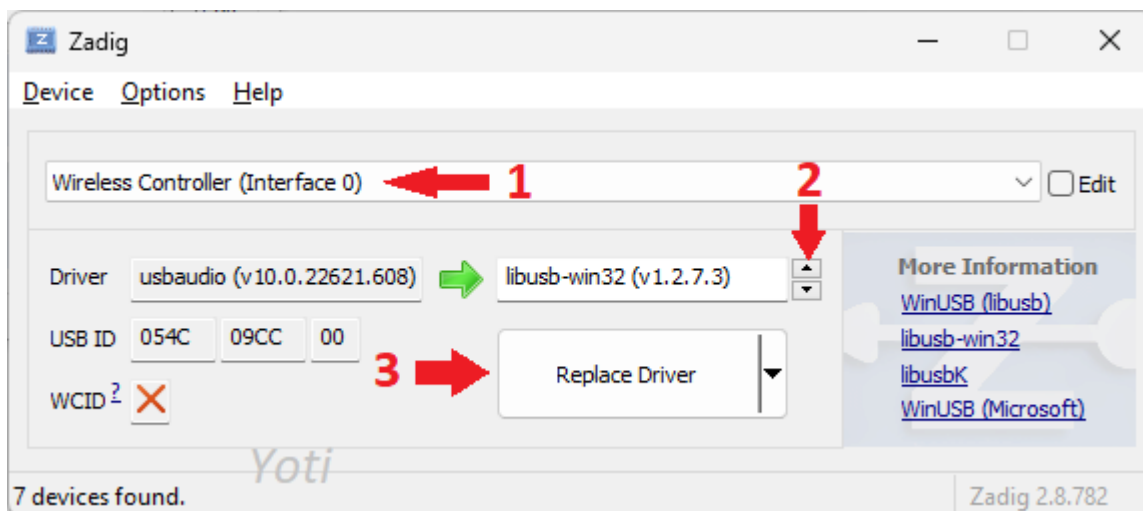 Zadig
Device Options Help
Wireless Controller (Interface 0) 1 2 Edit
Driver usbaudio (v10.0.22621.608) libusb-win32 (v1.2.7.3)
USB ID 054C 09CC 00
WCID ?
3 Replace Driver
More Information
WinUSB (libusb)
libusb-win32
libusbK
WinUSB (Microsoft)
Yoti
7 devices found. Zadig 2.8.782